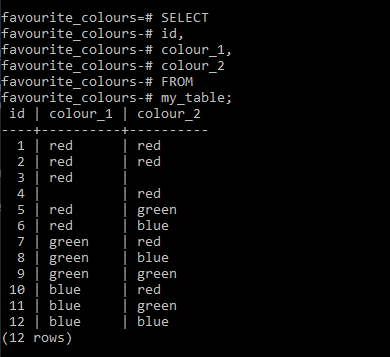 favourite_colours=# SELECT
favourite_colours-# id,
favourite_colours-# colour_1,
favourite_colours-# colour_2
favourite_colours-# FROM
favourite_colours-# my_table;
 id | colour_1 | colour_2
----+----------+----------
  1 | red      | red
  2 | red      | red
  3 | red      |
  4 |          | red
  5 | red      | green
  6 | red      | blue
  7 | green    | red
  8 | green    | blue
  9 | green    | green
 10 | blue     | red
 11 | blue     | green
 12 | blue     | blue
(12 rows)